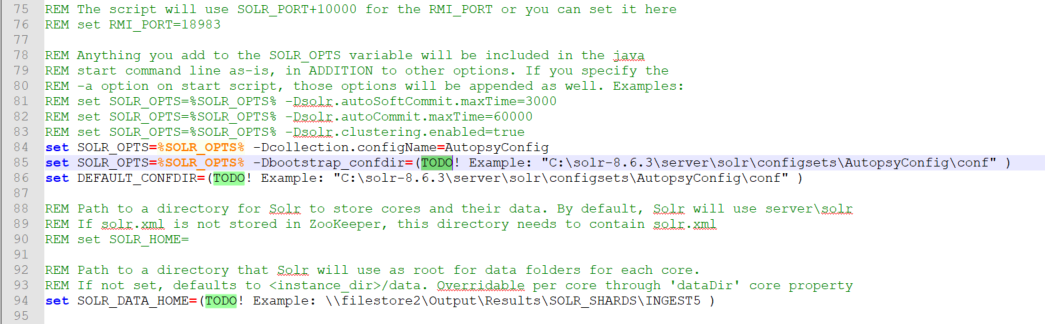 75 REM The script will use SOLR_PORT+10000 for the RMI_PORT or you can set it here
76 REM set RMI_PORT=18983
77
78 REM Anything you add to the SOLR_OPTS variable will be included in the java
79 REM start command line as-is, in ADDITION to other options. If you specify the
80 REM -a option on start script, those options will be appended as well. Examples:
81 REM set SOLR_OPTS=%SOLR_OPTS% -Dsolr.autoSoftCommit.maxTime=3000
82 REM set SOLR_OPTS=%SOLR_OPTS% -Dsolr.autoCommit.maxTime=60000
83 REM set SOLR_OPTS=%SOLR_OPTS% -Dsolr.clustering.enabled=true
84 set SOLR_OPTS=%SOLR_OPTS% -Dcollection.configName=AutopsyConfig
85 set SOLR_OPTS=%SOLR_OPTS% -Dbootstrap_confdir=(TODO! Example: "C:\solr-8.6.3\server\solr\configsets\AutopsyConfig\conf" )
86 set DEFAULT_CONFDIR=(TODO! Example: "C:\solr-8.6.3\server\solr\configsets\AutopsyConfig\conf" )
87
88 REM Path to a directory for Solr to store cores and their data. By default, Solr will use server\solr
89 REM If solr.xml is not stored in ZooKeeper, this directory needs to contain solr.xml
90 REM set SOLR_HOME=
91
92 REM Path to a directory that Solr will use as root for data folders for each core.
93 REM If not set, defaults to <instance_dir>/data. Overridable per core through 'dataDir' core property
94 set SOLR_DATA_HOME=(TODO! Example: \\filestore2\Output\Results\SOLR_SHARDS\INGEST5 )
95